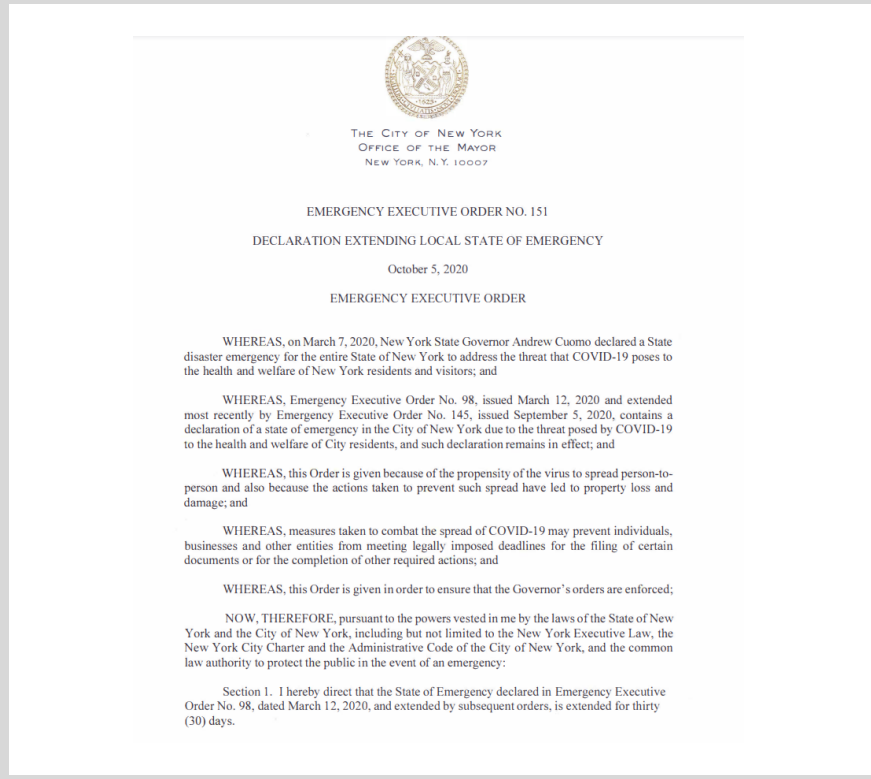 1625
THE CITY OF NEW YORK
OFFICE OF THE MAYOR
NEW YORK, N.Y. 10007
EMERGENCY EXECUTIVE ORDER NO. 151
DECLARATION EXTENDING LOCAL STATE OF EMERGENCY
October 5, 2020
EMERGENCY EXECUTIVE ORDER
WHEREAS, on March 7, 2020, New York State Governor Andrew Cuomo declared a State
disaster emergency for the entire State of New York to address the threat that COVID-19 poses to
the health and welfare of New York residents and visitors; and
WHEREAS, Emergency Executive Order No. 98, issued March 12, 2020 and extended
most recently by Emergency Executive Order No. 145, issued September 5, 2020, contains a
declaration of a state of emergency in the City of New York due to the threat posed by COVID-19
to the health and welfare of City residents, and such declaration remains in effect; and
WHEREAS, this Order is given because of the propensity of the virus to spread person-to-
person and also because the actions taken to prevent such spread have led to property loss and
damage; and
WHEREAS, measures taken to combat the spread of COVID-19 may prevent individuals,
businesses and other entities from meeting legally imposed deadlines for the filing of certain
documents or for the completion of other required actions; and
WHEREAS, this Order is given in order to ensure that the Governor's orders are enforced;
NOW, THEREFORE, pursuant to the powers vested in me by the laws of the State of New
York and the City of New York, including but not limited to the New York Executive Law, the
New York City Charter and the Administrative Code of the City of New York, and the common
law authority to protect the public in the event of an emergency:
Section 1. I hereby direct that the State of Emergency declared in Emergency Executive
Order No. 98, dated March 12, 2020, and extended by subsequent orders, is extended for thirty
(30) days.